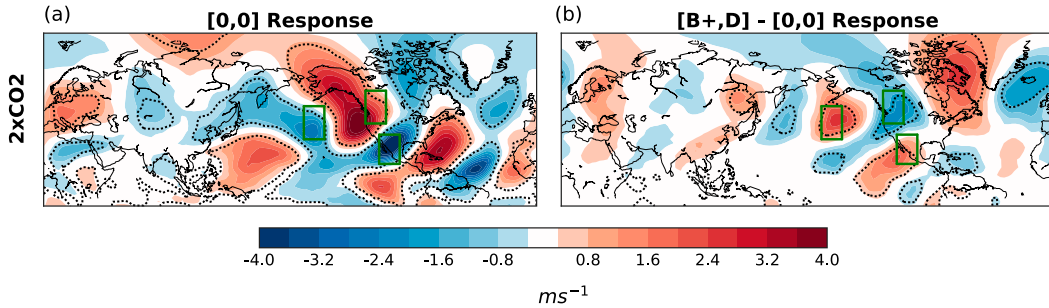 (a) [0,0] Response
(b) [B+,D] - [0,0] Response
2xCO2
-4.0 -3.2 -2.4 -1.6 -0.8 0.8 1.6 2.4 3.2 4.0
ms⁻¹